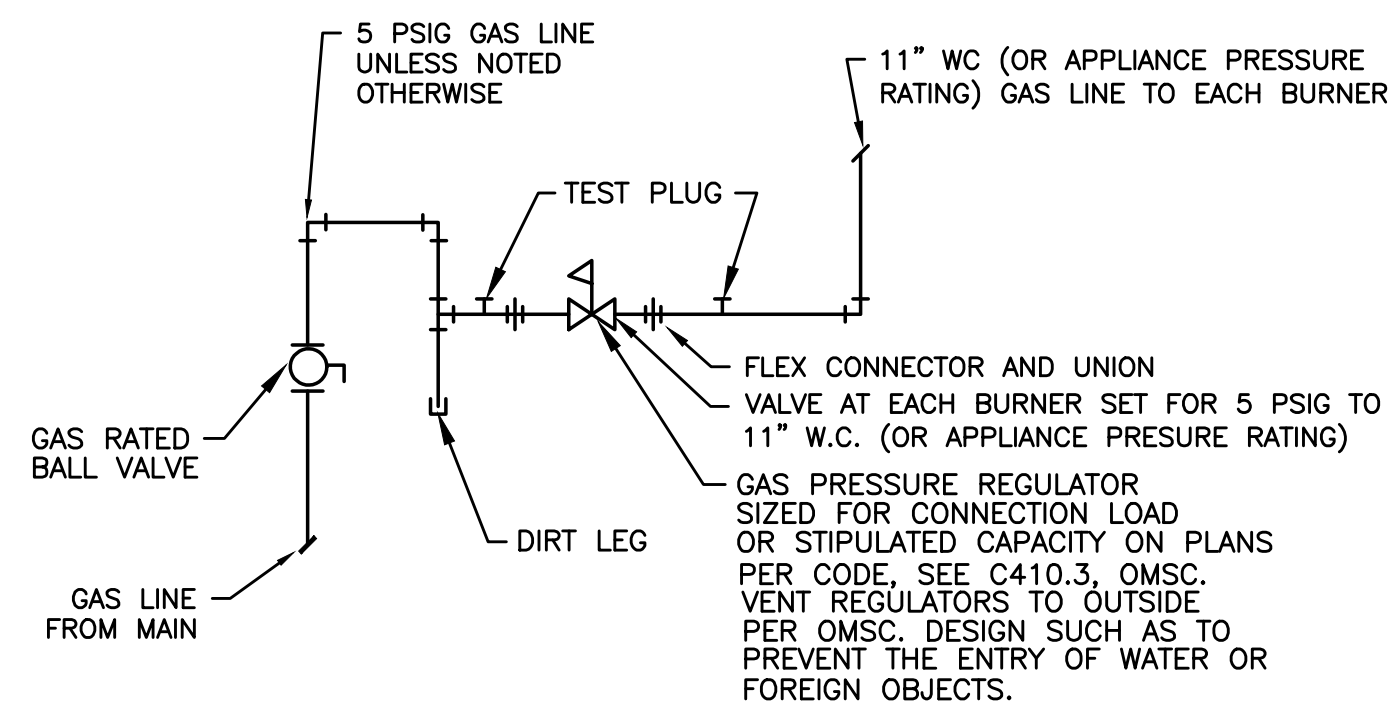 5 PSIG GAS LINE
UNLESS NOTED
OTHERWISE
11” WC (OR APPLIANCE PRESSURE
RATING) GAS LINE TO EACH BURNER
TEST PLUG
FLEX CONNECTOR AND UNION
VALVE AT EACH BURNER SET FOR 5 PSIG TO
11” W.C. (OR APPLIANCE PRESURE RATING)
GAS RATED
BALL VALVE
GAS PRESSURE REGULATOR
SIZED FOR CONNECTION LOAD
OR STIPULATED CAPACITY ON PLANS
PER CODE, SEE C410.3, OMSC.
VENT REGULATORS TO OUTSIDE
PER OMSC. DESIGN SUCH AS TO
PREVENT THE ENTRY OF WATER OR
FOREIGN OBJECTS.
DIRT LEG
GAS LINE
FROM MAIN